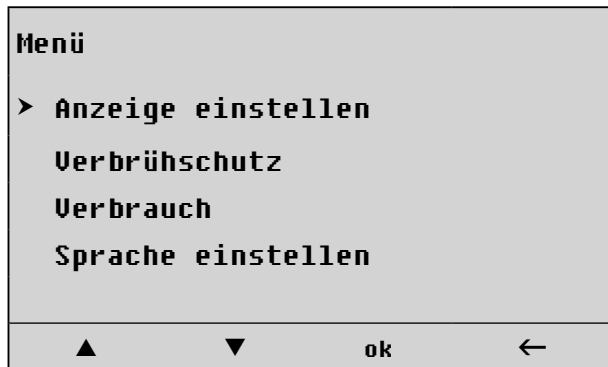 Menü
➤ Anzeige einstellen
Verbrühschutz
Verbrauch
Sprache einstellen
▲ ▼ ok ←